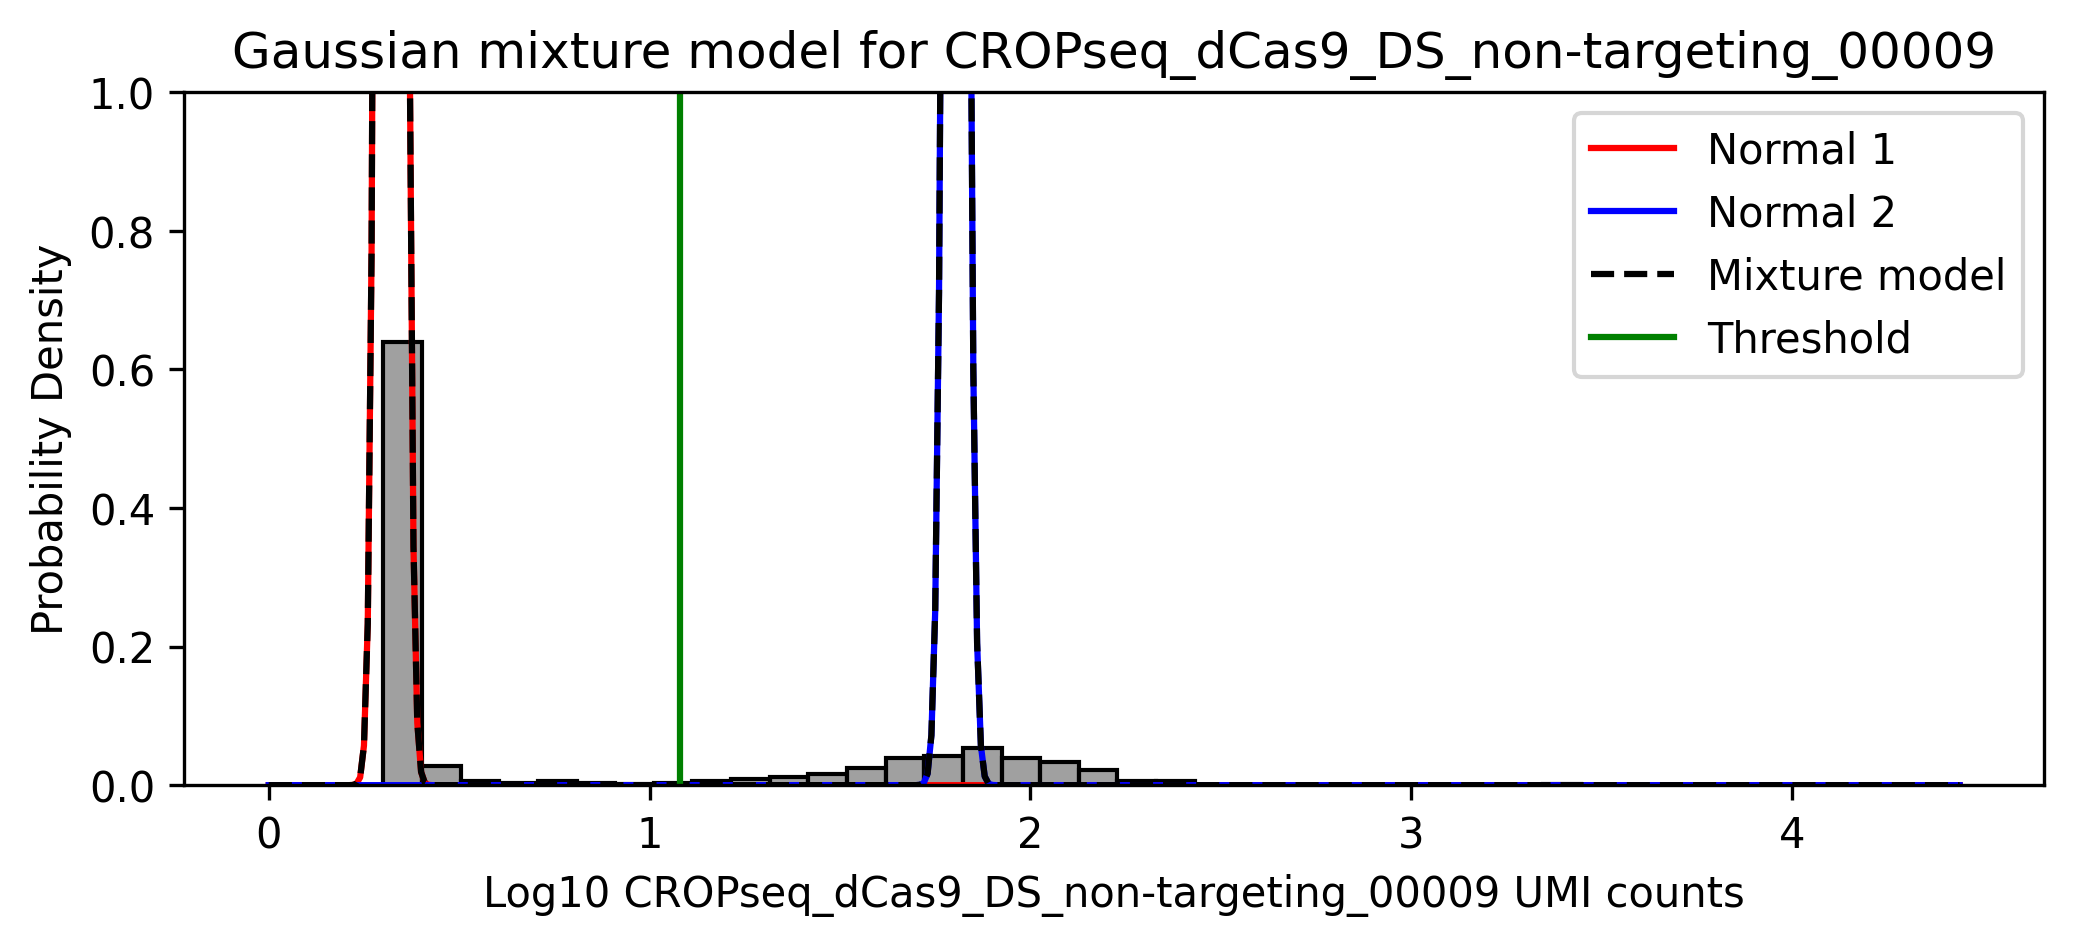 Gaussian mixture model for CROPseq_dCas9_DS_non-targeting_00009
1.0
0.8
0.6
0.4
0.2
0.0
Probability Density
Normal 1
Normal 2
Mixture model
Threshold
0 1 2 3 4
Log10 CROPseq_dCas9_DS_non-targeting_00009 UMI counts